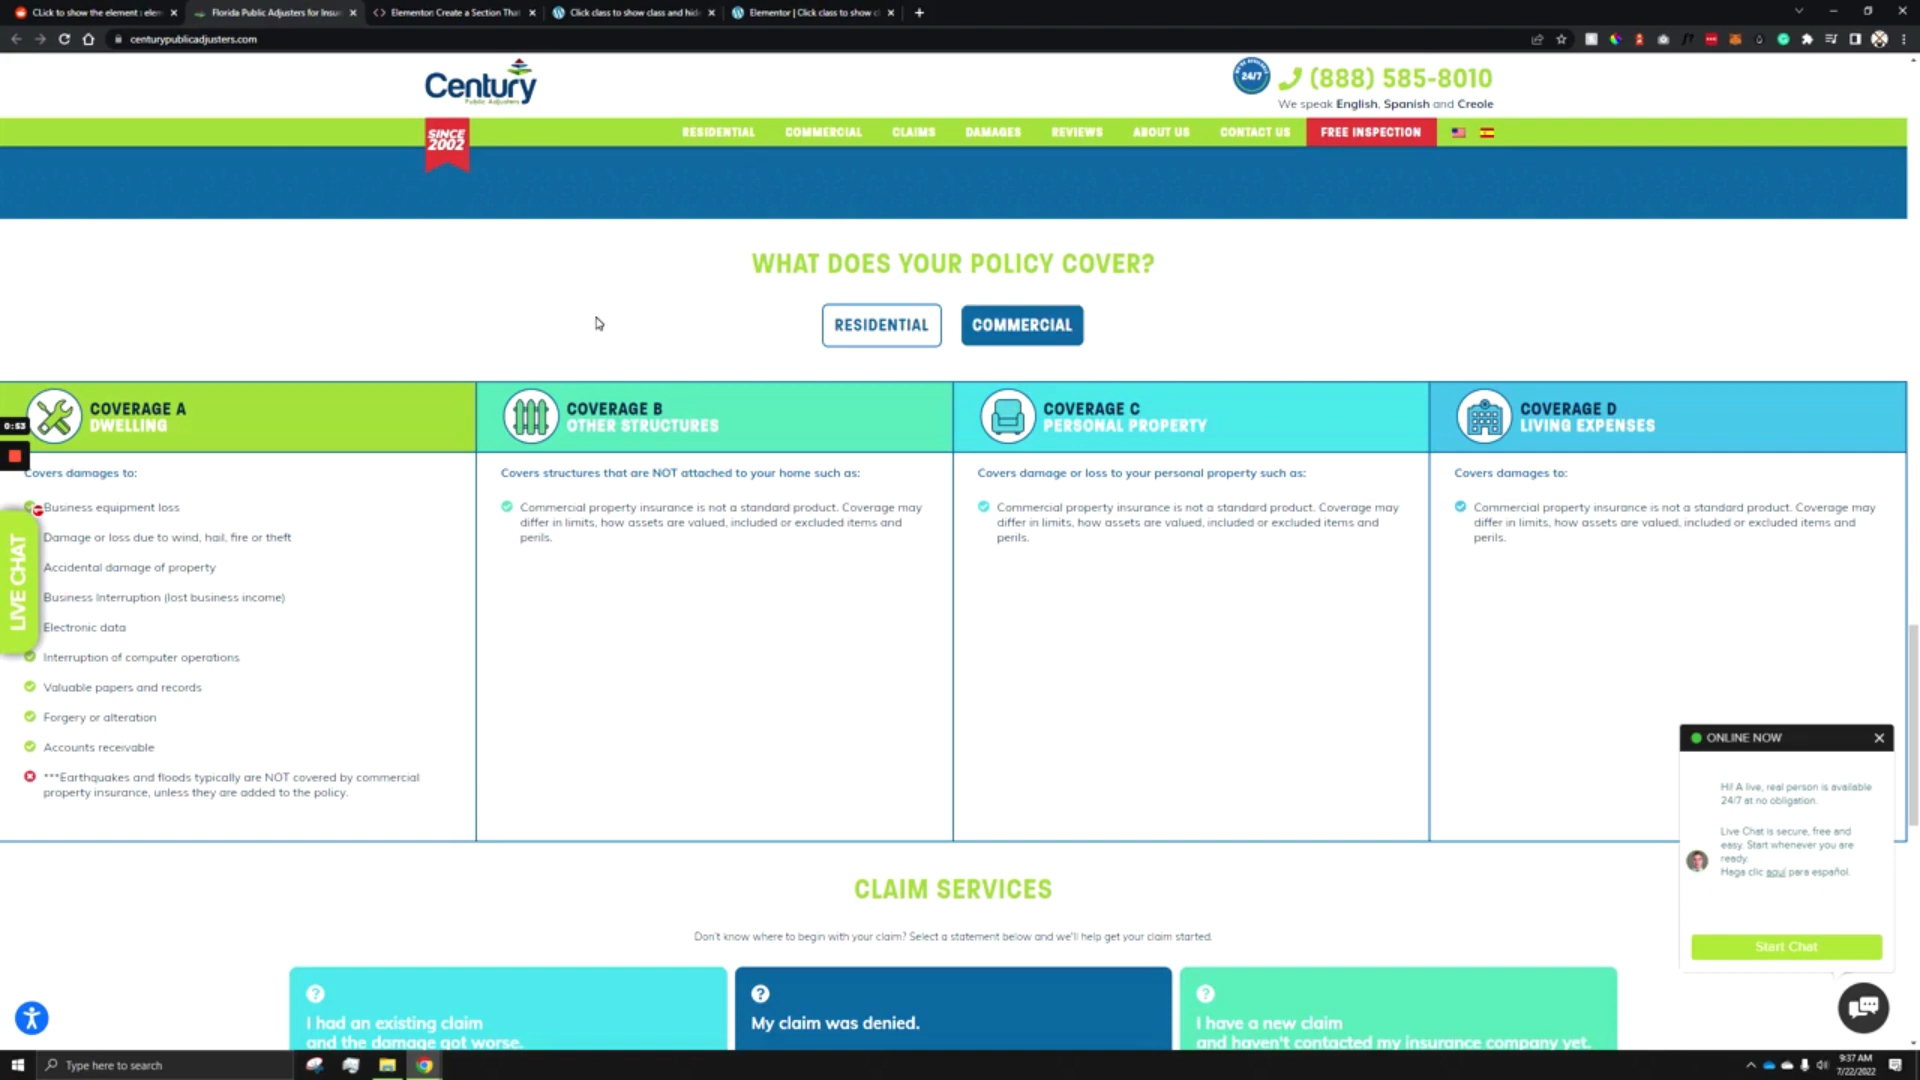 Click to show the element : elem
Florida Public Adjusters for Insu
Elementor: Create a Section That
Click class to show class and hid
Elementor | Click class to show cl
centurypublicadjusters.com
Century
Public Adjusters
24/7
(888) 585-8010
We speak English, Spanish and Creole
SINCE
2002
RESIDENTIAL
COMMERCIAL
CLAIMS
DAMAGES
REVIEWS
ABOUT US
CONTACT US
FREE INSPECTION
WHAT DOES YOUR POLICY COVER?
RESIDENTIAL
COMMERCIAL
COVERAGE A
DWELLING
COVERAGE B
OTHER STRUCTURES
COVERAGE C
PERSONAL PROPERTY
COVERAGE D
LIVING EXPENSES
0:53
Covers damages to:
Business equipment loss
Damage or loss due to wind, hail, fire or theft
Accidental damage of property
Business Interruption (lost business income)
Electronic data
Interruption of computer operations
Valuable papers and records
Forgery or alteration
Accounts receivable
***Earthquakes and floods typically are NOT covered by commercial
property insurance, unless they are added to the policy.
Covers structures that are NOT attached to your home such as:
Commercial property insurance is not a standard product. Coverage may
differ in limits, how assets are valued, included or excluded items and
perils.
Covers damage or loss to your personal property such as:
Commercial property insurance is not a standard product. Coverage may
differ in limits, how assets are valued, included or excluded items and
perils.
Covers damages to:
Commercial property insurance is not a standard product. Coverage may
differ in limits, how assets are valued, included or excluded items and
perils.
LIVE CHAT
ONLINE NOW
Hi! A live, real person is available
24/7 at no obligation.
Live Chat is secure, free and
easy. Start whenever you are
ready.
Haga clic aquí para español.
Start Chat
CLAIM SERVICES
Don't know where to begin with your claim? Select a statement below and we'll help get your claim started.
I had an existing claim
and the damage got worse.
My claim was denied.
I have a new claim
and haven't contacted my insurance company yet.
Type here to search
9:37 AM
7/22/2022